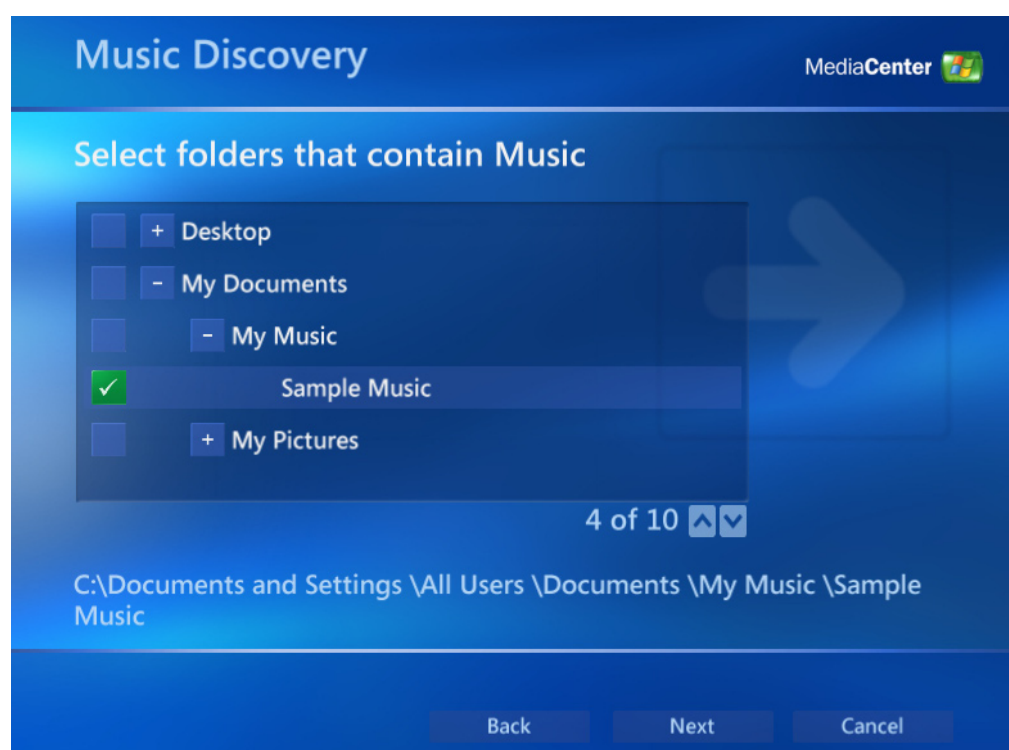 Music Discovery
MediaCenter
Select folders that contain Music
+ Desktop
- My Documents
- My Music
✓ Sample Music
+ My Pictures
4 of 10
C:\Documents and Settings \All Users \Documents \My Music \Sample
Music
Back Next Cancel